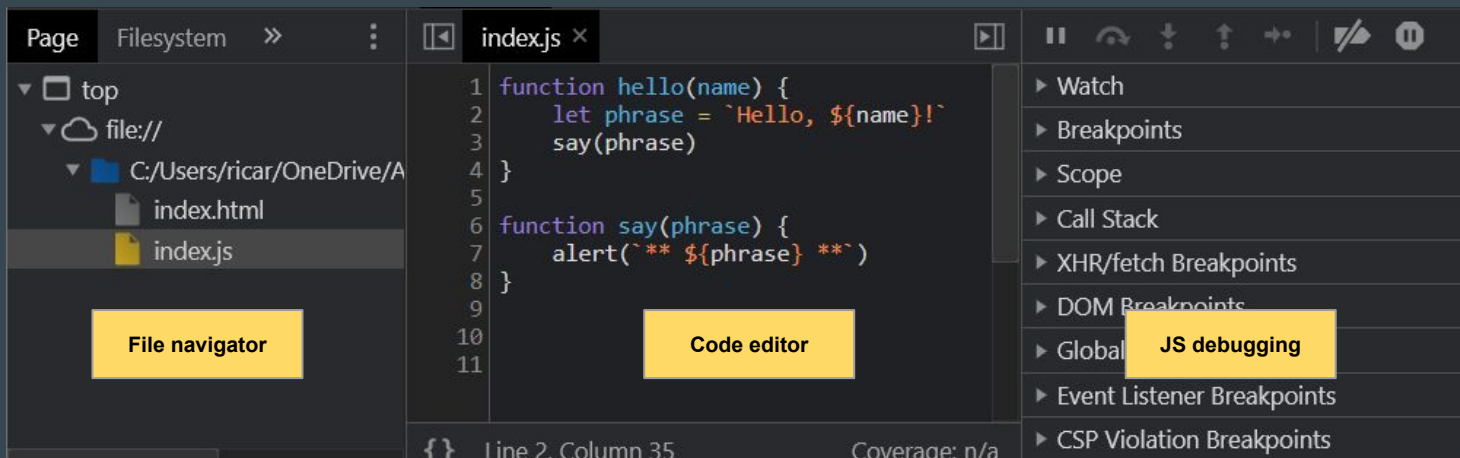 Page Filesystem »
top
file://
C:/Users/ricar/OneDrive/A
index.html
index.js
File navigator
index.js ×
1 function hello(name) {
2 let phrase = `Hello, ${name}!`
3 say(phrase)
4 }
5
6 function say(phrase) {
7 alert(`** ${phrase} **`)
8 }
9
10
11
Code editor
{} Line 2, Column 35 Coverage: n/a
Watch
Breakpoints
Scope
Call Stack
XHR/fetch Breakpoints
DOM Breakpoints
Global
JS debugging
Event Listener Breakpoints
CSP Violation Breakpoints